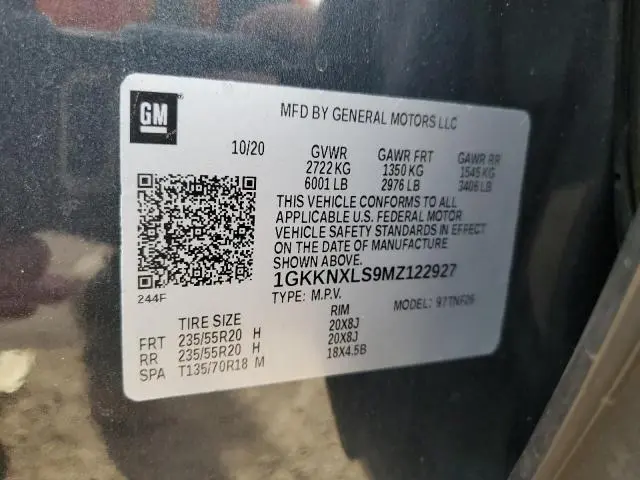 GM
MFD BY GENERAL MOTORS LLC
10/20 GVWR GAWR FRT GAWR RR
2722 KG 1350 KG 1545 KG
6001 LB 2976 LB 3406 LB
THIS VEHICLE CONFORMS TO ALL
APPLICABLE U.S. FEDERAL MOTOR
VEHICLE SAFETY STANDARDS IN EFFECT
ON THE DATE OF MANUFACTURE
SHOWN ABOVE.
1GKKNXLS9MZ122927
244F
TYPE: M.P.V. MODEL: 97TNF26
TIRE SIZE RIM
FRT 235/55R20 H 20X8J
RR 235/55R20 H 20X8J
SPA T135/70R18 M 18X4.5B